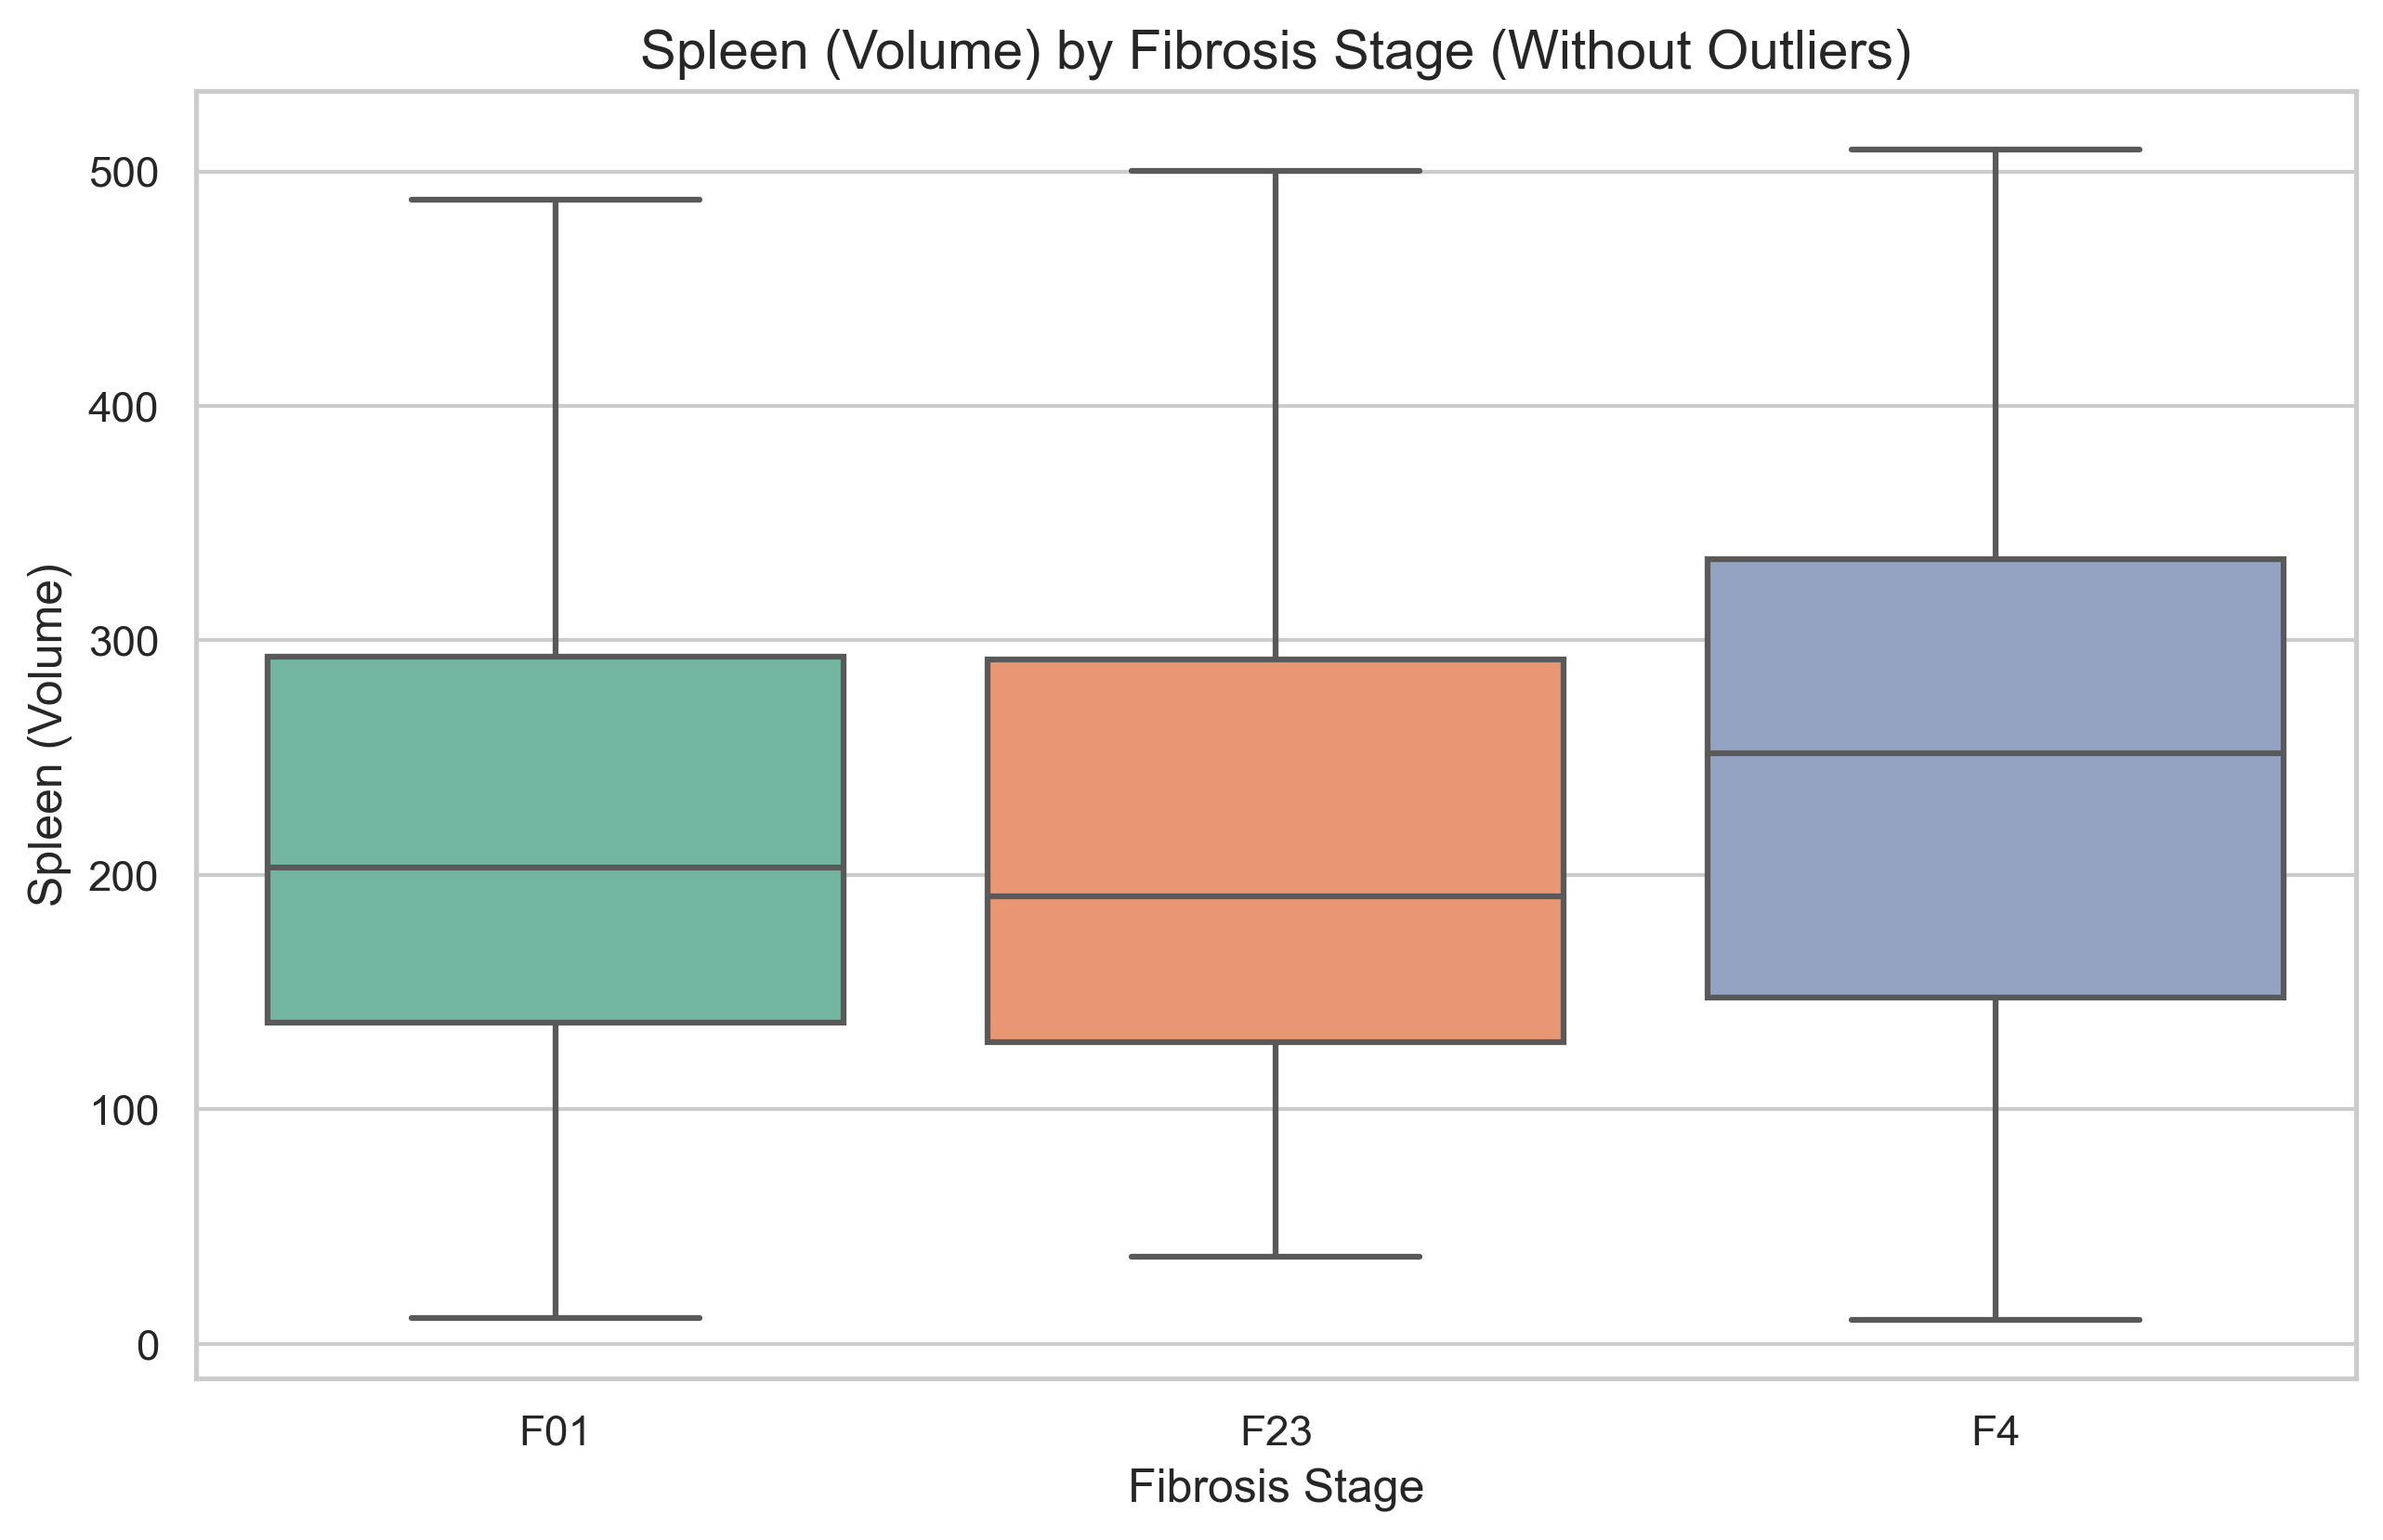 Spleen (Volume) by Fibrosis Stage (Without Outliers)
Spleen (Volume)
500
400
300
200
100
0
F01 F23 F4
Fibrosis Stage